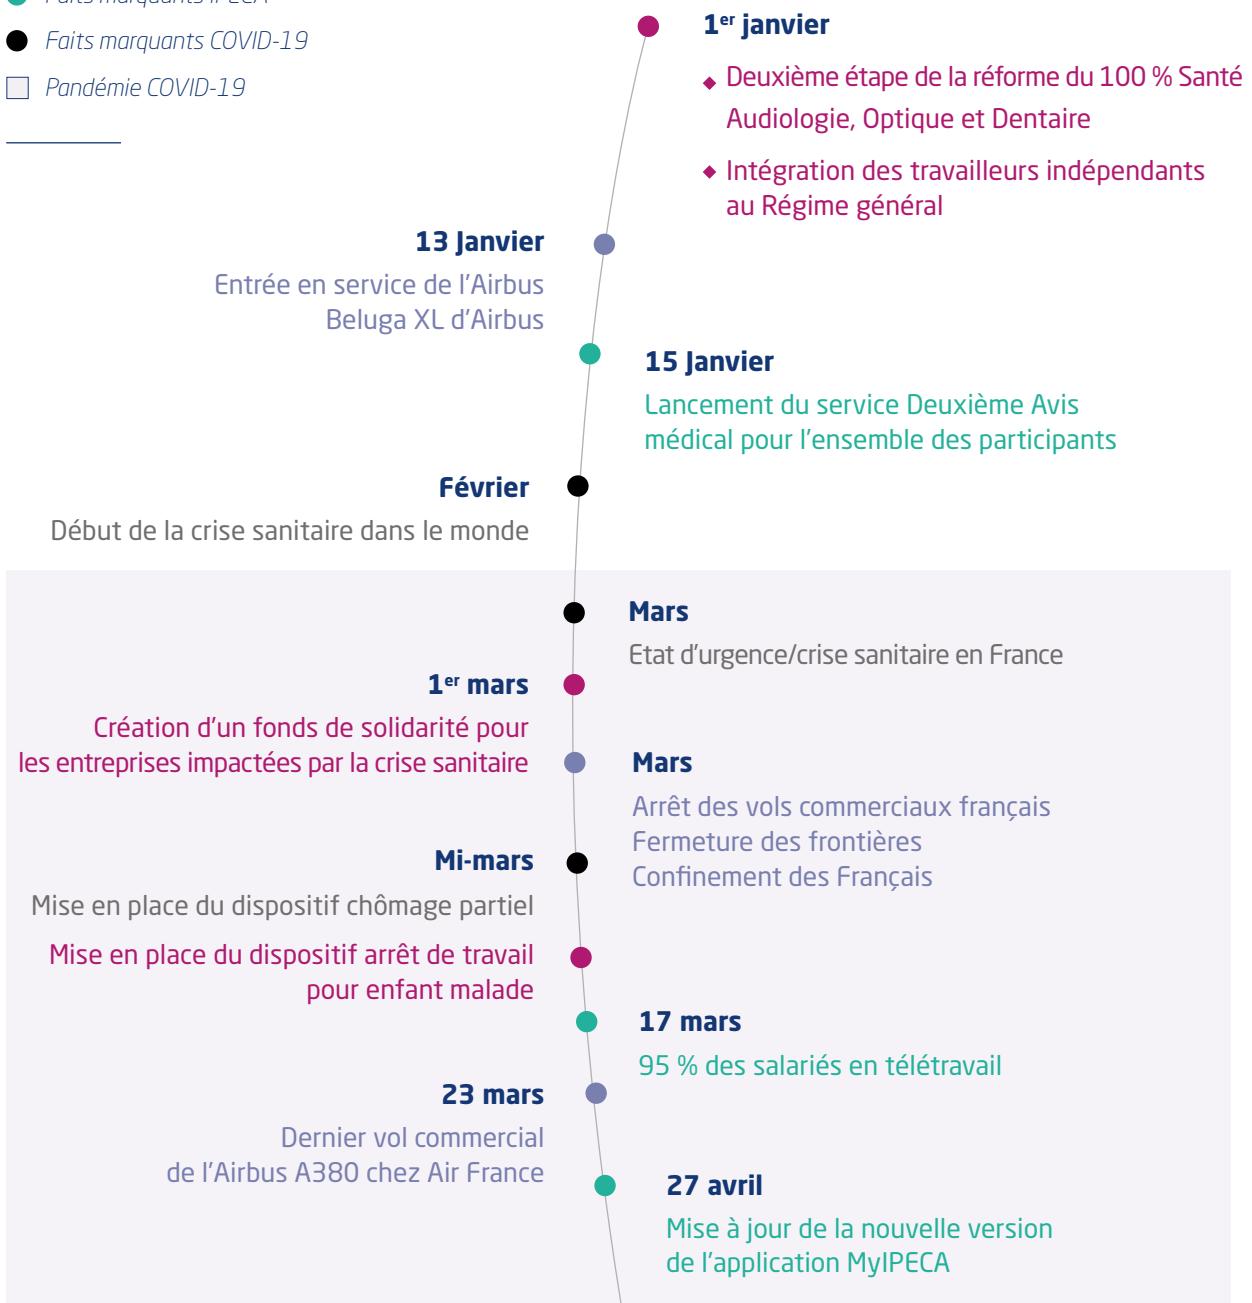 Faits marquants IPECA
Faits marquants COVID-19
Pandémie COVID-19
1er janvier
Deuxième étape de la réforme du 100 % Santé
Audiologie, Optique et Dentaire
Intégration des travailleurs indépendants
au Régime général
13 Janvier
Entrée en service de l'Airbus
Beluga XL d'Airbus
15 Janvier
Lancement du service Deuxième Avis
médical pour l'ensemble des participants
Février
Début de la crise sanitaire dans le monde
Mars
Etat d'urgence/crise sanitaire en France
1er mars
Création d'un fonds de solidarité pour
les entreprises impactées par la crise sanitaire
Mars
Arrêt des vols commerciaux français
Fermeture des frontières
Confinement des Français
Mi-mars
Mise en place du dispositif chômage partiel
Mise en place du dispositif arrêt de travail
pour enfant malade
17 mars
95 % des salariés en télétravail
23 mars
Dernier vol commercial
de l'Airbus A380 chez Air France
27 avril
Mise à jour de la nouvelle version
de l'application MyIPECA